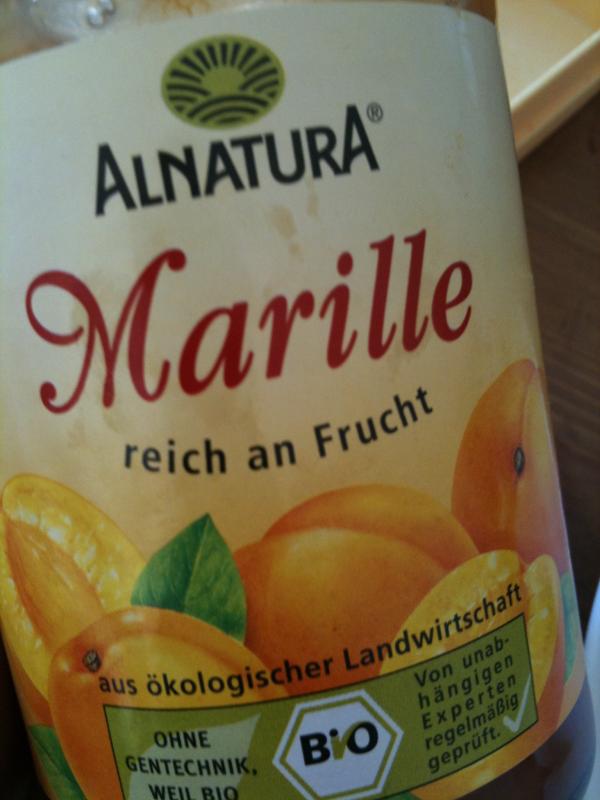 ALNATURA®
Marille
reich an Frucht
aus ökologischer Landwirtschaft
OHNE
GENTECHNIK,
WEIL BIO
BIO
Von unab-
hängigen
Experten
regelmäßig
geprüft.